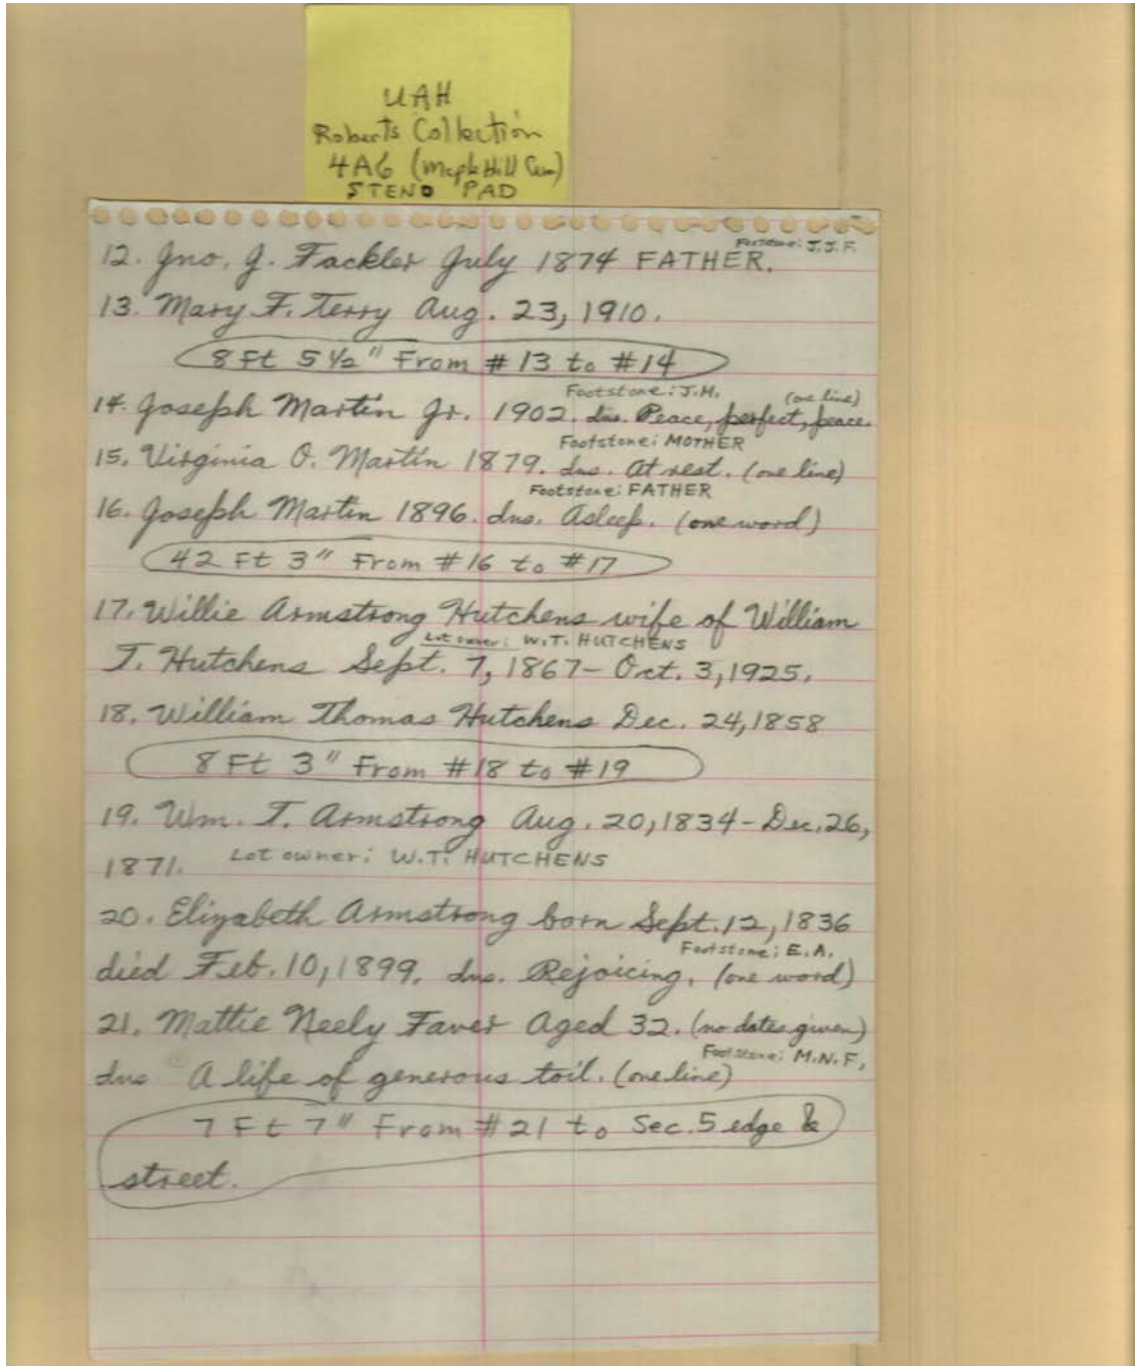 UAH
Roberts Collection
4A6 (Maple Hill Cem)
STENO PAD
Footstone: J.J.F.
12. Jno. J. Fackler July 1874 FATHER.
13. Mary F. Terry Aug. 23, 1910.
8 Ft 5 1/2" From #13 to #14
Footstone: J.M. (one line)
14. Joseph Martin Jr. 1902. ins. Peace, perfect, peace.
Footstone: MOTHER
15. Virginia O. Martin 1879. ins. At rest. (one line)
Footstone: FATHER
16. Joseph Martin 1896. ins. Asleep. (one word)
42 Ft 3" From #16 to #17
17. Willie Armstrong Hutchens wife of William
Lot owner: W.T. HUTCHENS
T. Hutchens Sept. 7, 1867 - Oct. 3, 1925.
18. William Thomas Hutchens Dec. 24, 1858
8 Ft 3" From #18 to #19
19. Wm. T. Armstrong Aug. 20, 1834 - Dec. 26,
1871. Lot owner: W.T. HUTCHENS
20. Elizabeth Armstrong born Sept. 12, 1836
Footstone: E.A.
died Feb. 10, 1899. ins. Rejoicing. (one word)
21. Mattie Neely Faver Aged 32. (no dates given)
Footstone: M.N.F.
ins. A life of generous toil. (one line)
7 Ft 7" From #21 to Sec. 5 edge &
street.